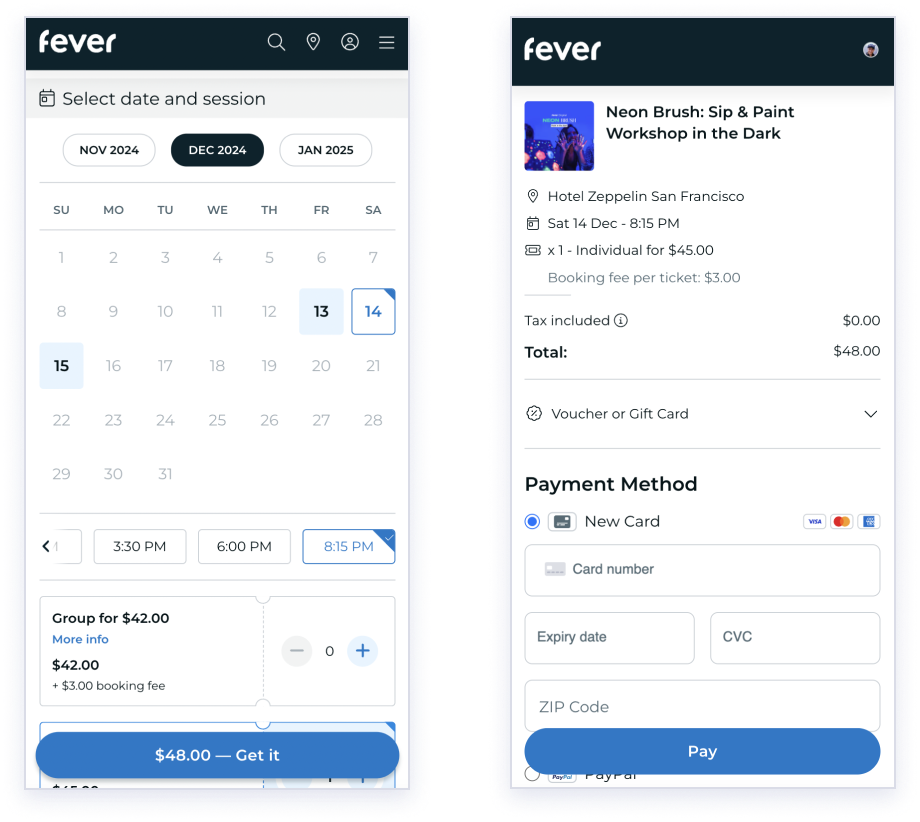 fever
Select date and session
NOV 2024 DEC 2024 JAN 2025
SU MO TU WE TH FR SA
1 2 3 4 5 6 7
8 9 10 11 12 13 14
15 16 17 18 19 20 21
22 23 24 25 26 27 28
29 30 31
3:30 PM 6:00 PM 8:15 PM
Group for $42.00
More info
$42.00
+ $3.00 booking fee
0
$48.00 — Get it
fever
NEON BRUSH
Neon Brush: Sip & Paint
Workshop in the Dark
Hotel Zeppelin San Francisco
Sat 14 Dec - 8:15 PM
x 1 - Individual for $45.00
Booking fee per ticket: $3.00
Tax included $0.00
Total: $48.00
Voucher or Gift Card
Payment Method
New Card VISA
Card number
Expiry date CVC
ZIP Code
Pay
PayPal PayPal